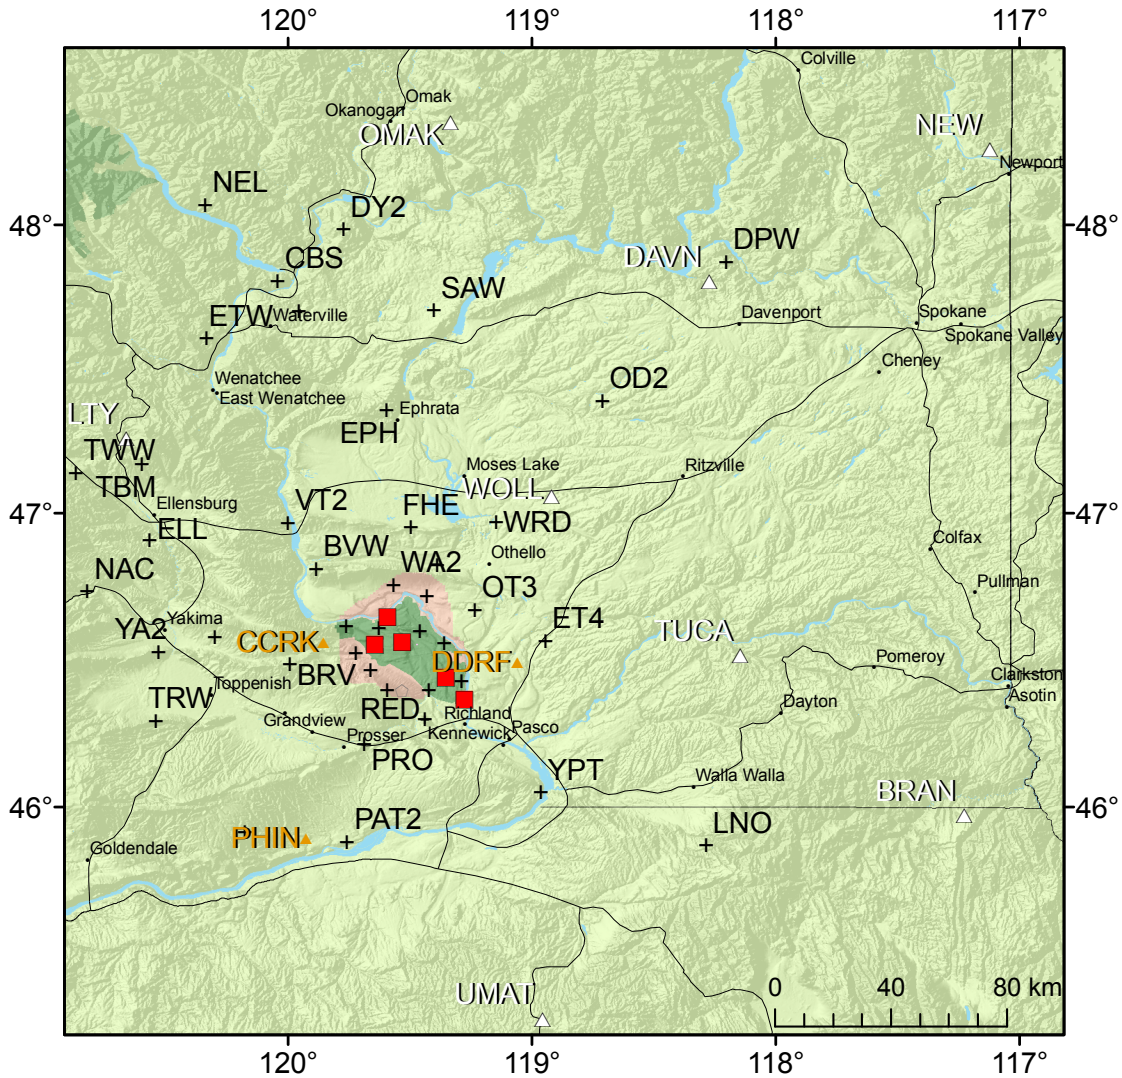 120° 119° 118° 117°
Colville
Omak
Okanogan
OMAK
NEW
Newport
NEL
DY2
48° 48°
DPW
DAVN
CBS
SAW
ETW
Waterville
Davenport
Spokane
Spokane Valley
Cheney
Wenatchee
East Wenatchee
OD2
Ephrata
EPH
LTY
TWW
Moses Lake
Ritzville
TBM
WOLL
Ellensburg
VT2
FHE
WRD
47° 47°
ELL
BVW
Othello
WA2
Colfax
NAC
OT3
Pullman
Yakima
YA2
ET4
CCRK
TUCA
DDRF
Pomeroy
BRV
Clarkston
Toppenish
Asotin
TRW
RED
Richland
Dayton
Grandview
Pasco
Prosser
Kennewick
PRO
YPT
Walla Walla
BRAN
46° 46°
PAT2
LNO
PHIN
Goldendale
UMAT
0 40 80 km
120° 119° 118° 117°